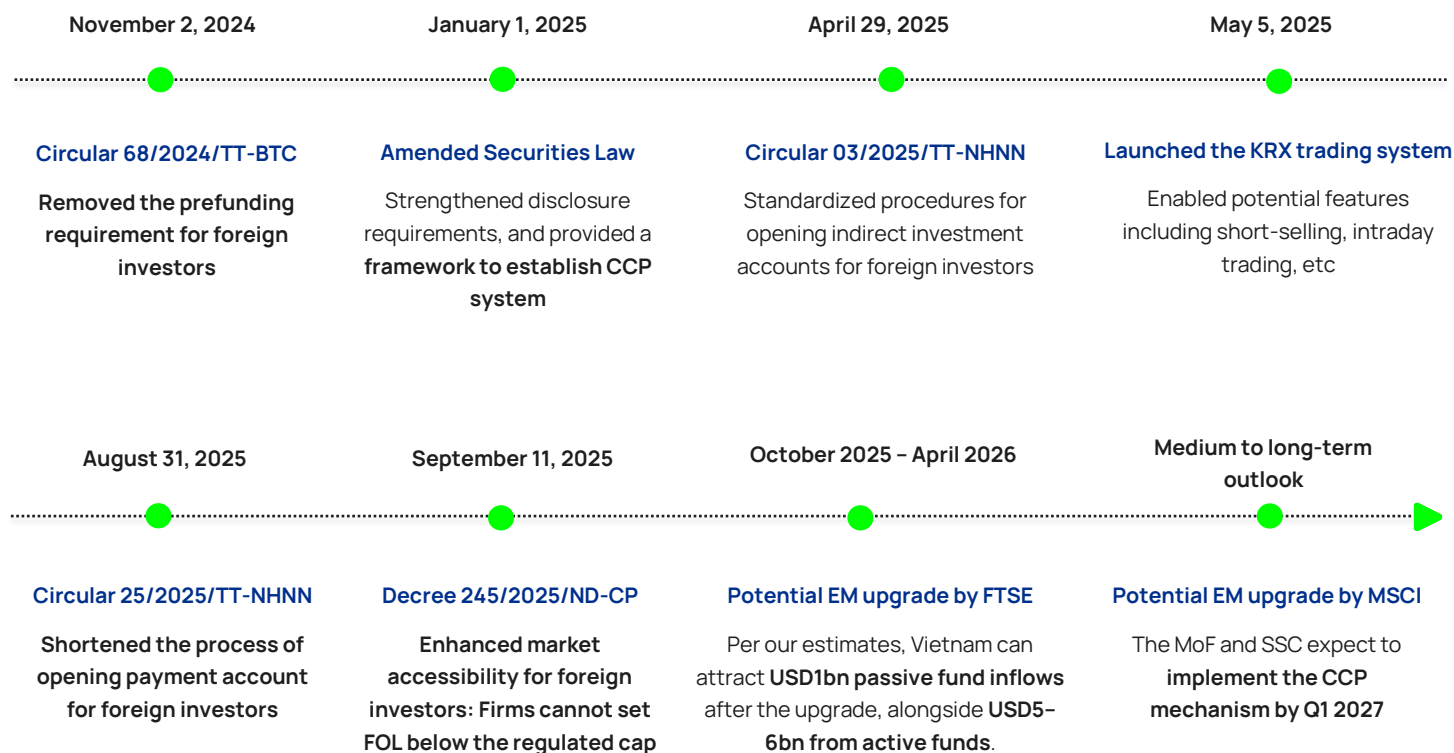 November 2, 2024
January 1, 2025
April 29, 2025
May 5, 2025
Circular 68/2024/TT-BTC
Removed the prefunding
requirement for foreign
investors
Amended Securities Law
Strengthened disclosure
requirements, and provided a
framework to establish CCP
system
Circular 03/2025/TT-NHNN
Standardized procedures for
opening indirect investment
accounts for foreign investors
Launched the KRX trading system
Enabled potential features
including short-selling, intraday
trading, etc
August 31, 2025
September 11, 2025
October 2025 – April 2026
Medium to long-term
outlook
Circular 25/2025/TT-NHNN
Shortened the process of
opening payment account
for foreign investors
Decree 245/2025/ND-CP
Enhanced market
accessibility for foreign
investors: Firms cannot set
FOL below the regulated cap
Potential EM upgrade by FTSE
Per our estimates, Vietnam can
attract USD1bn passive fund inflows
after the upgrade, alongside USD5–
6bn from active funds.
Potential EM upgrade by MSCI
The MoF and SSC expect to
implement the CCP
mechanism by Q1 2027